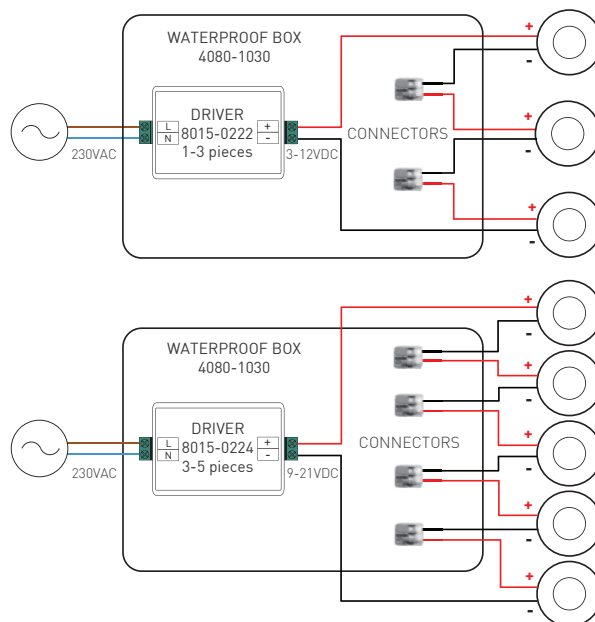 WATERPROOF BOX
4080-1030
DRIVER
8015-0222
1-3 pieces
L
N
+
-
230VAC
3-12VDC
CONNECTORS
+
-
+
-
+
-
WATERPROOF BOX
4080-1030
DRIVER
8015-0224
3-5 pieces
L
N
+
-
230VAC
9-21VDC
CONNECTORS
+
-
+
-
+
-
+
-
+
-